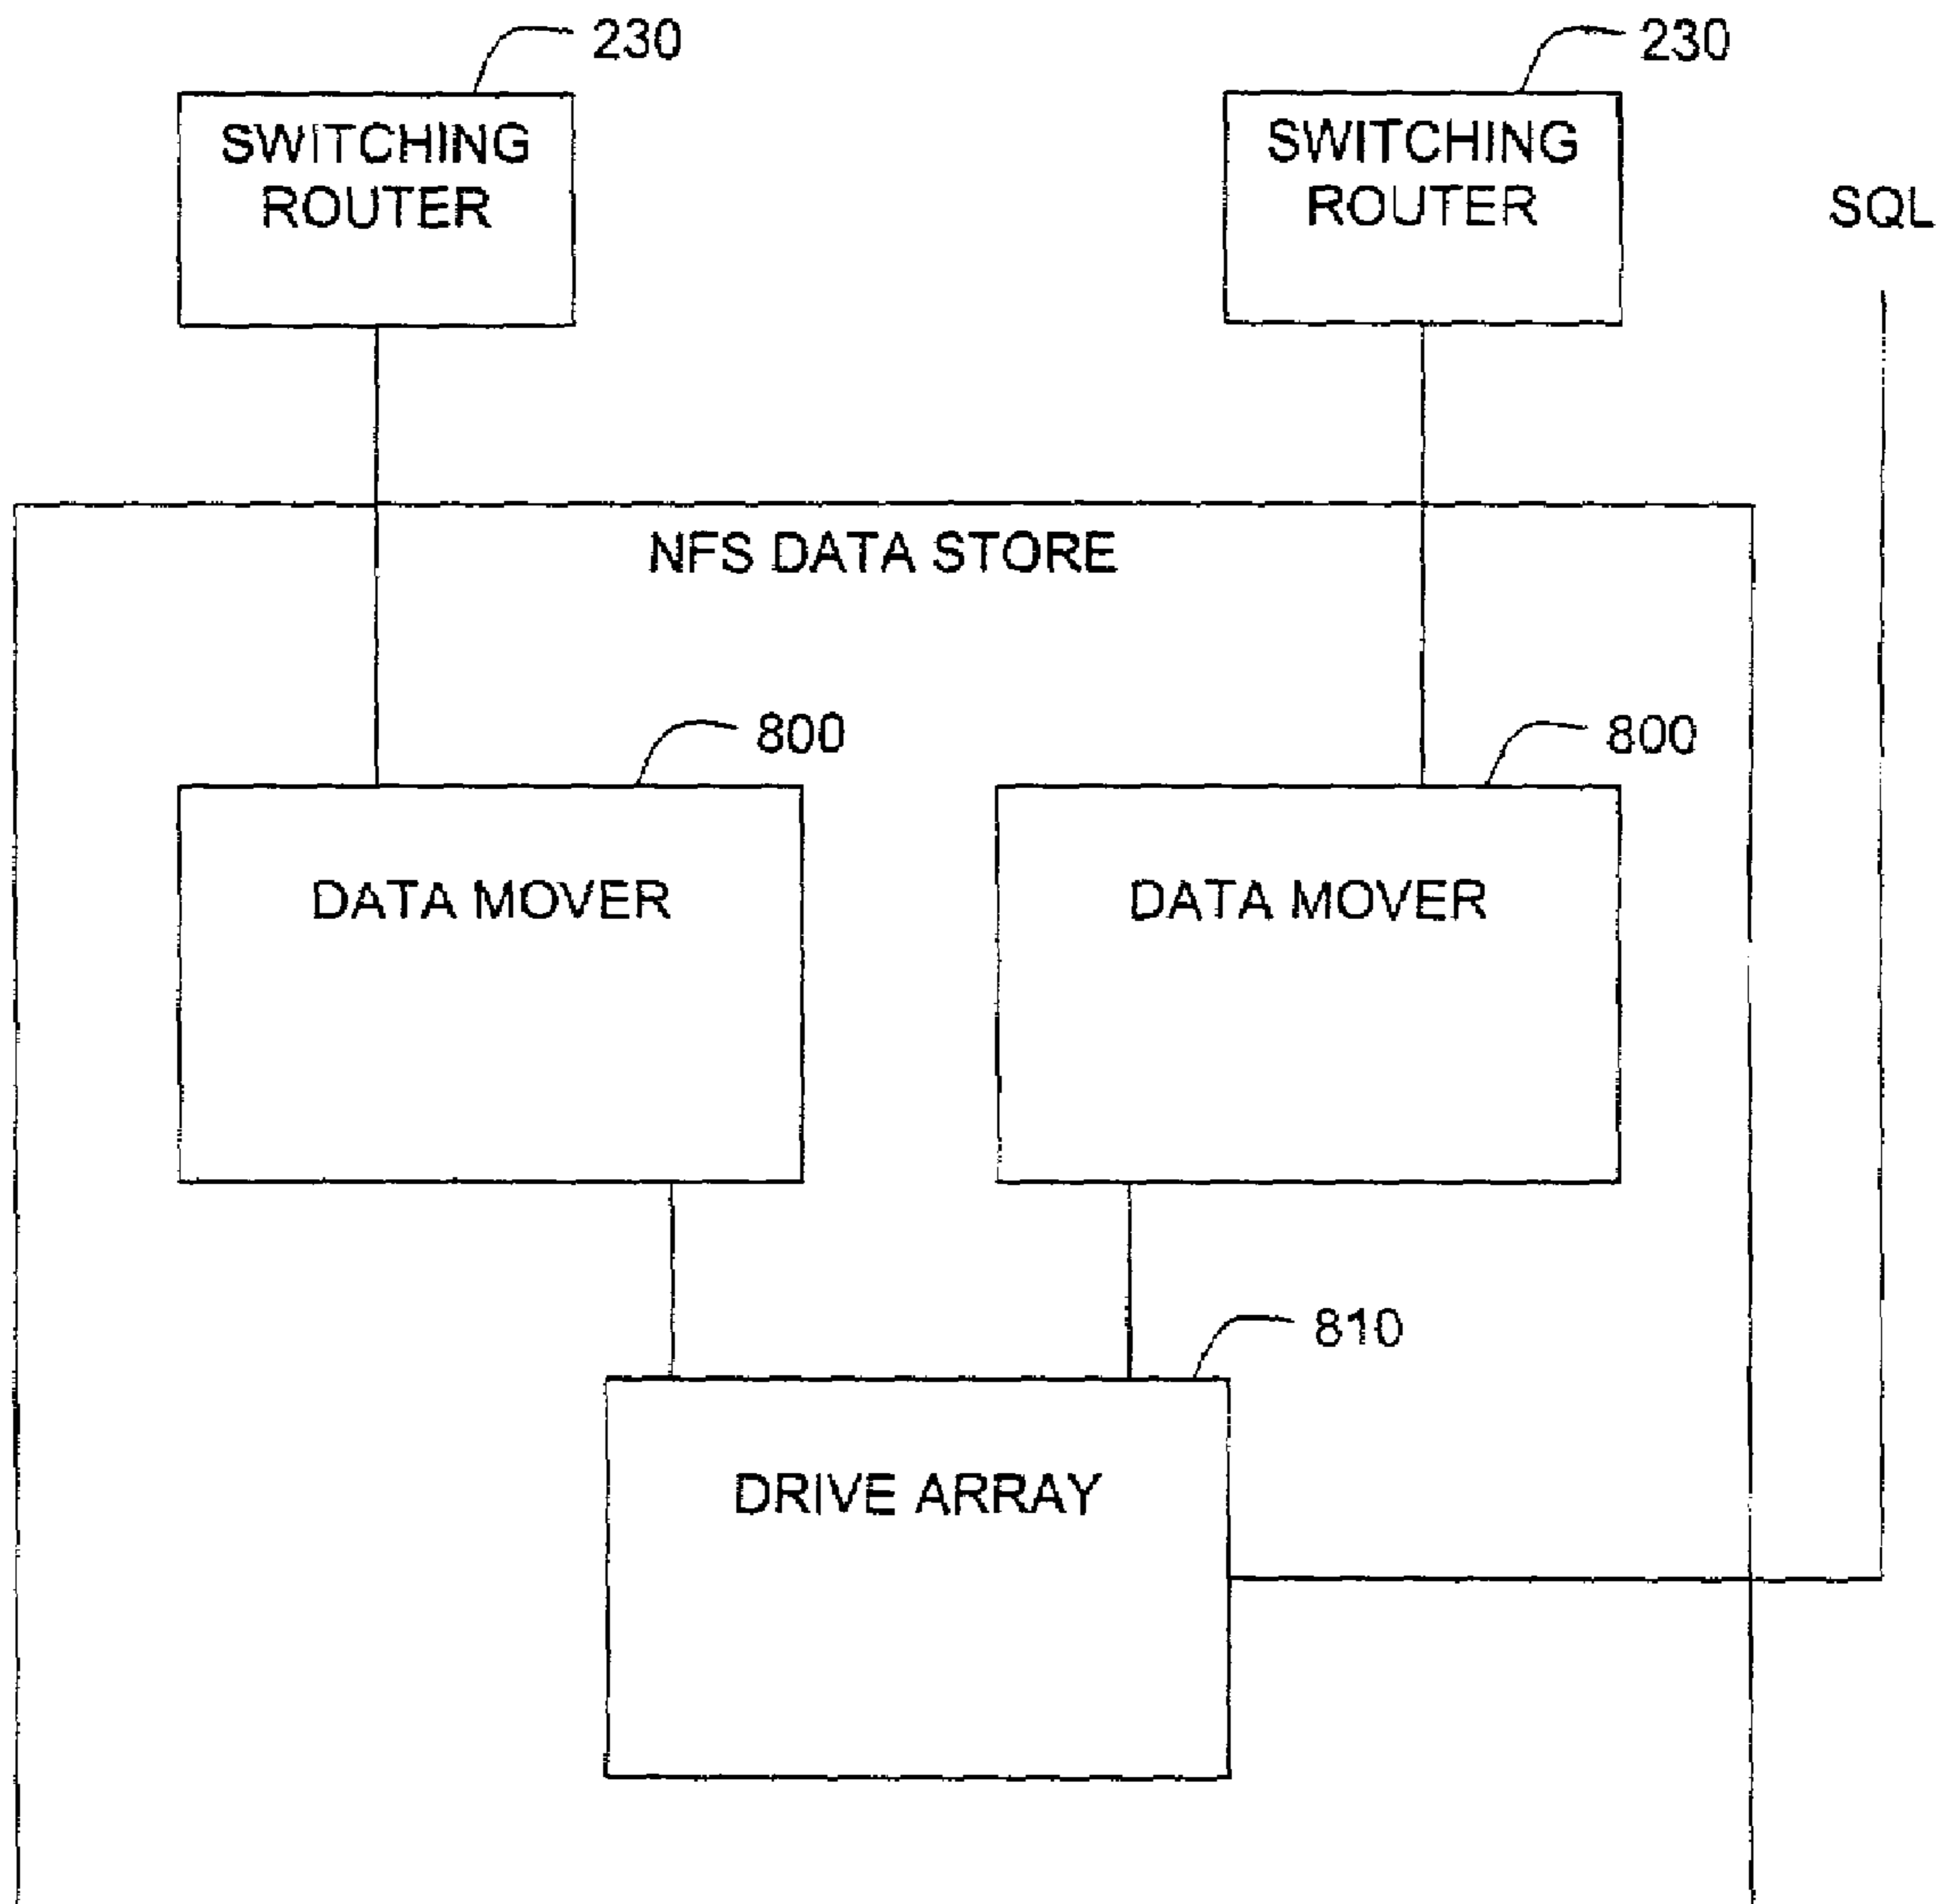 230
230
SWITCHING
ROUTER
SWITCHING
ROUTER
SQL
NFS DATA STORE
800
800
DATA MOVER
DATA MOVER
810
DRIVE ARRAY